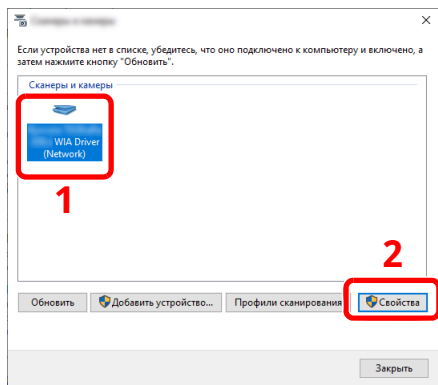 Если устройства нет в списке, убедитесь, что оно подключено к компьютеру и включено, а
затем нажмите кнопку "Обновить".
Сканеры и камеры
WIA Driver
(Network)
1
2
Обновить
Добавить устройство...
Профили сканирования
Свойства
Закрыть